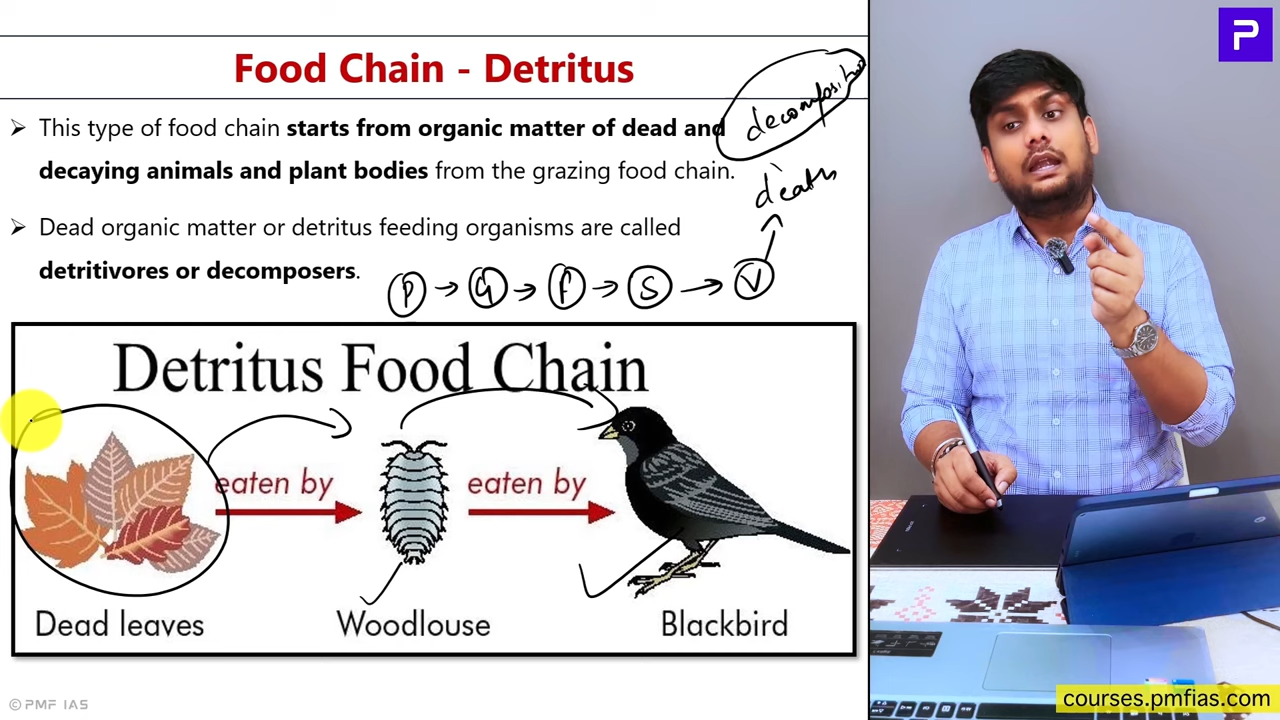 Food Chain - Detritus
➢ This type of food chain starts from organic matter of dead and
decaying animals and plant bodies from the grazing food chain.
decomposition
death
➢ Dead organic matter or detritus feeding organisms are called
detritivores or decomposers.
P → G → F → S → V
Detritus Food Chain
eaten by eaten by
Dead leaves Woodlouse Blackbird
© PMF IAS
P
courses.pmfias.com